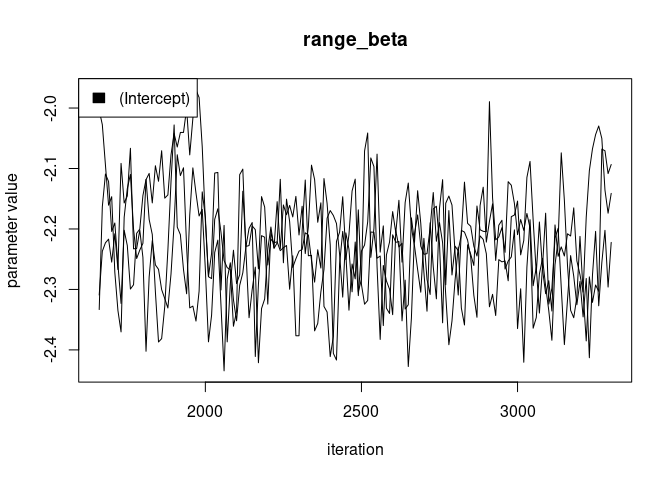 range_beta
(Intercept)
-2.0
-2.1
-2.2
-2.3
-2.4
parameter value
2000 2500 3000
iteration